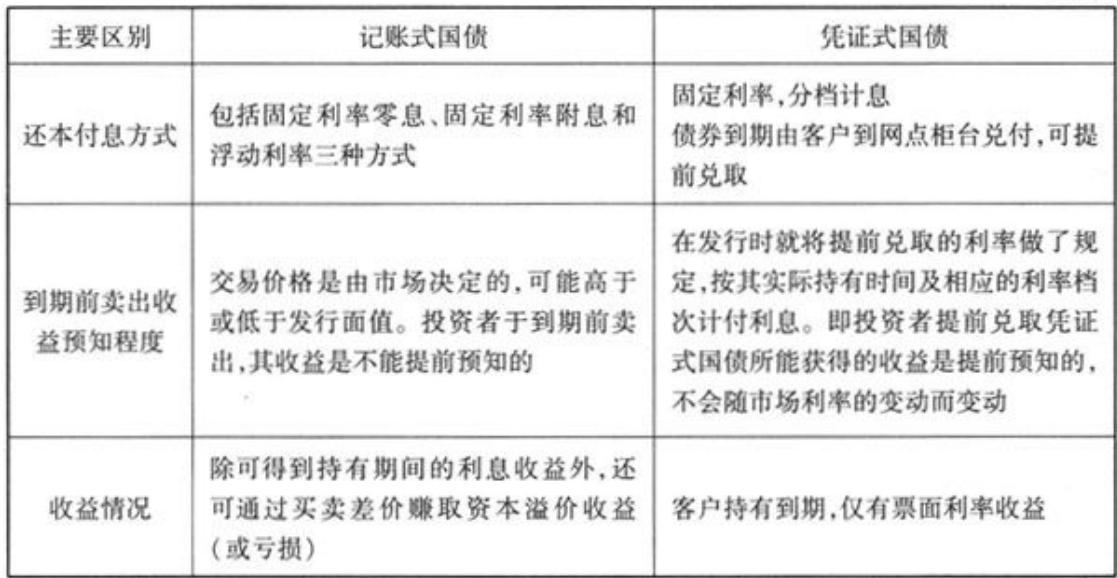 主要区别
记账式国债
凭证式国债
还本付息方式
包括固定利率零息、固定利率附息和
浮动利率三种方式
固定利率,分档计息
债券到期由客户到网点柜台兑付,可提
前兑取
到期前卖出收
益预知程度
交易价格是由市场决定的,可能高于
或低于发行面值。投资者于到期前卖
出,其收益是不能提前预知的
在发行时就将提前兑取的利率做了规
定,按其实际持有时间及相应的利率档
次计付利息。即投资者提前兑取凭证
式国债所能获得的收益是提前预知的,
不会随市场利率的变动而变动
收益情况
除可得到持有期间的利息收益外,还
可通过买卖差价赚取资本溢价收益
(或亏损)
客户持有到期,仅有票面利率收益